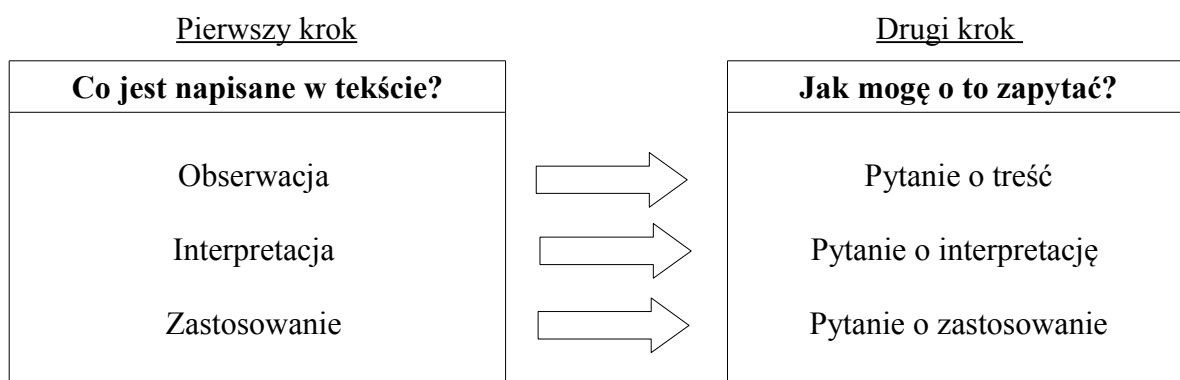 Pierwszy krok
Drugi krok
Co jest napisane w tekście?
Jak mogę o to zapytać?
Obserwacja
Pytanie o treść
Interpretacja
Pytanie o interpretację
Zastosowanie
Pytanie o zastosowanie